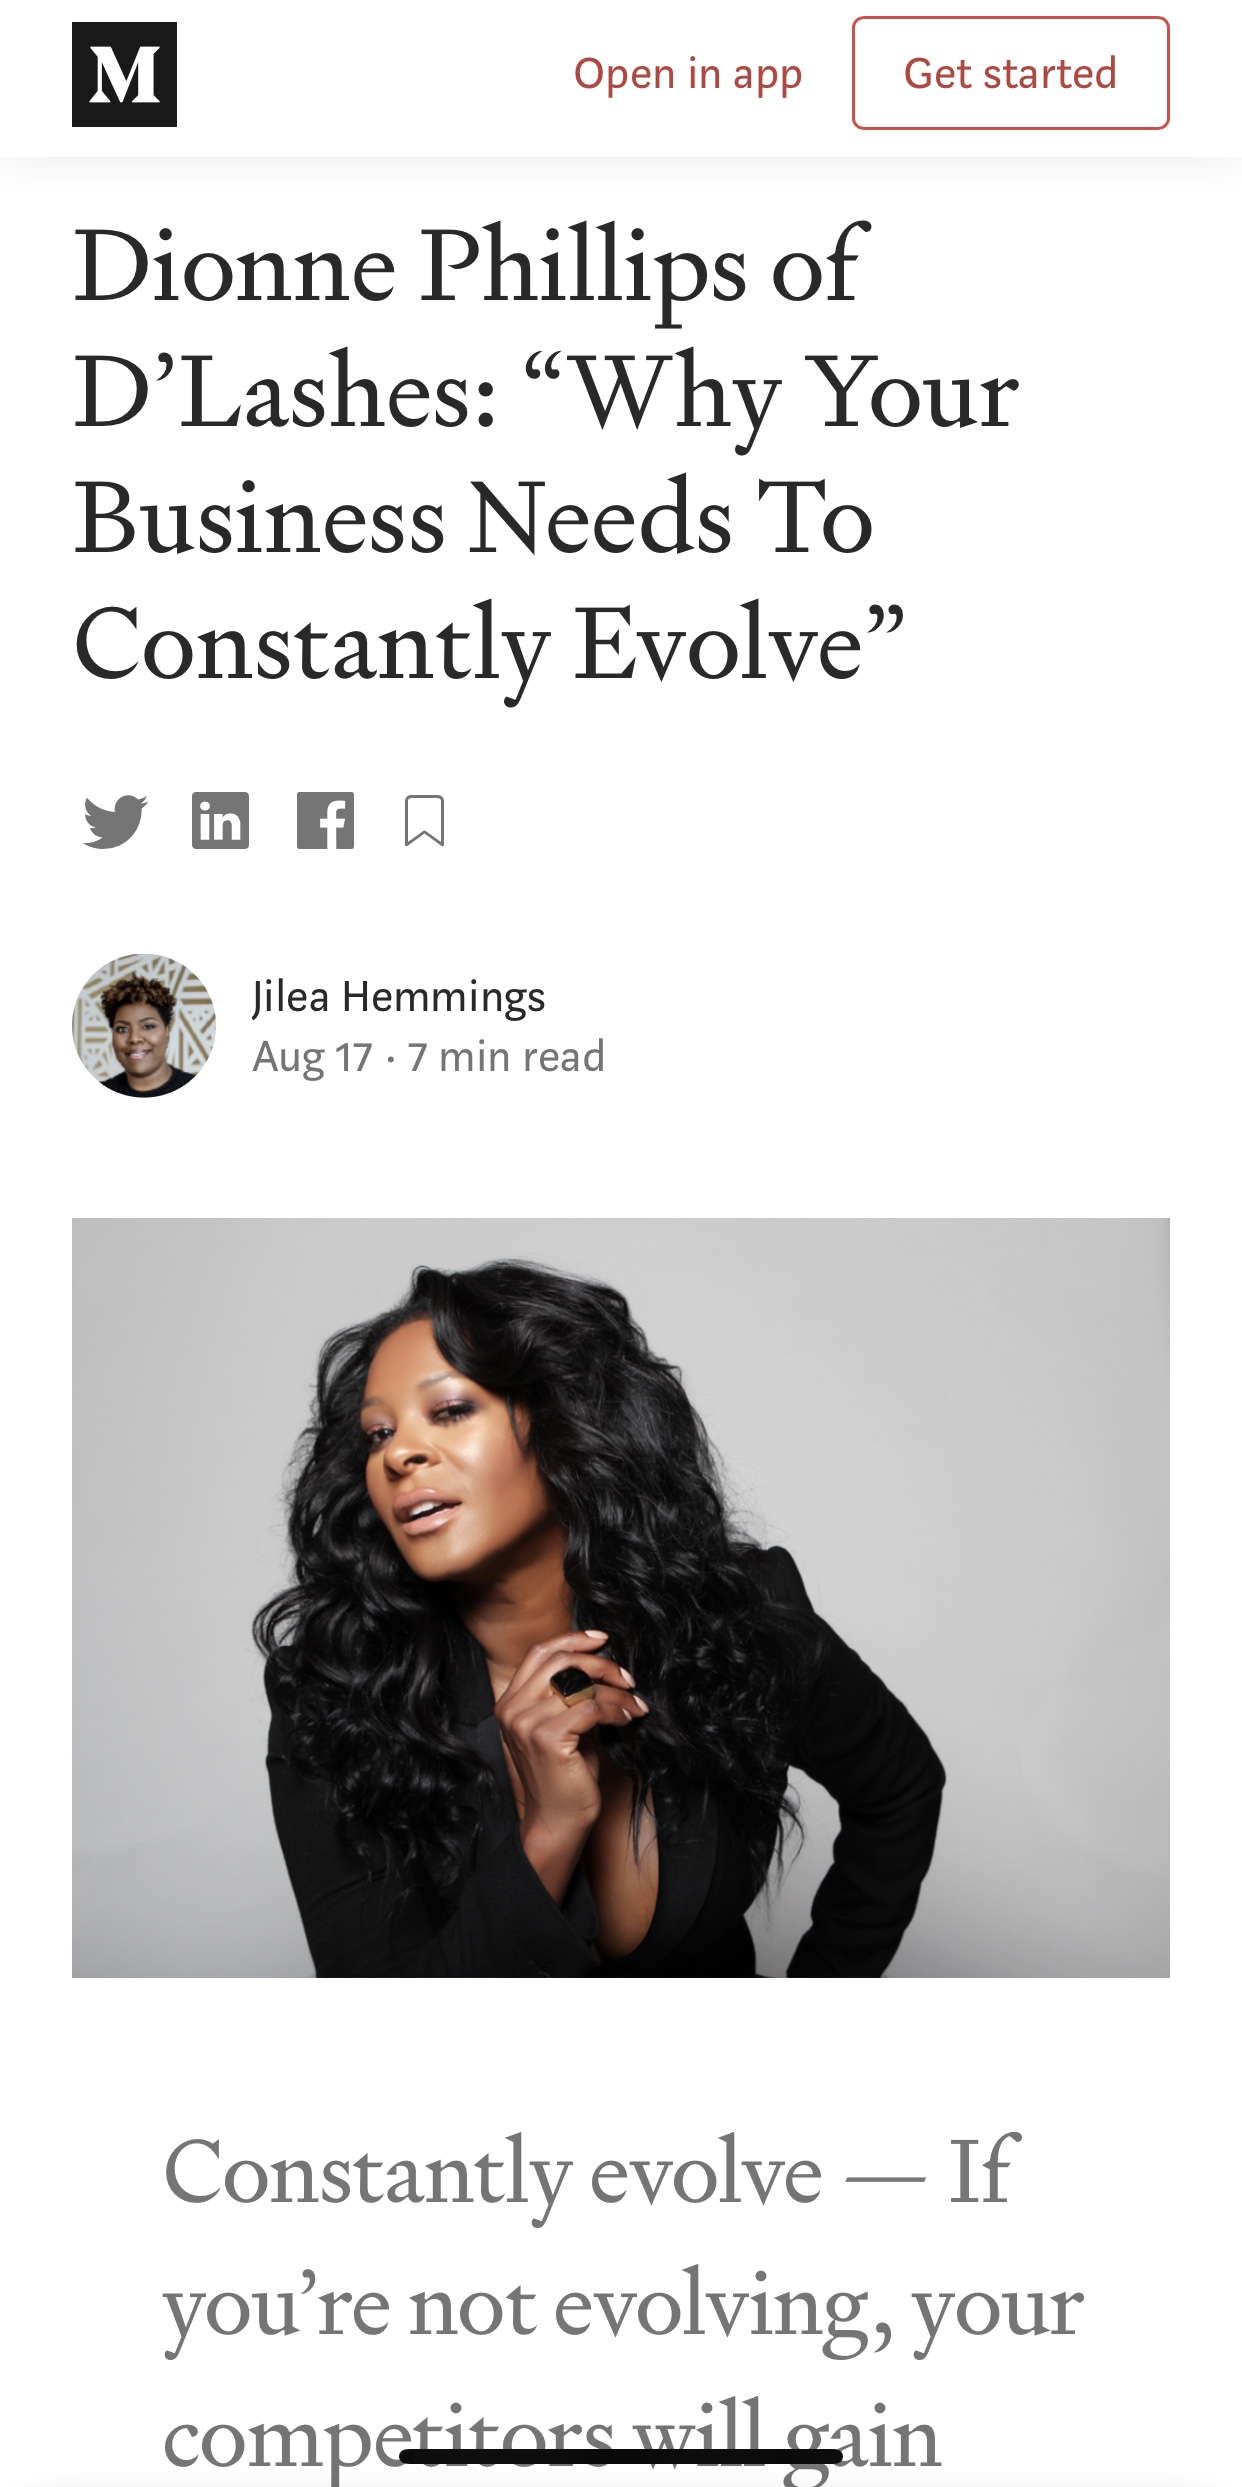 M
Open in app
Get started
Dionne Phillips of
D’Lashes: “Why Your
Business Needs To
Constantly Evolve”
in
f
Jilea Hemmings
Aug 17 · 7 min read
Constantly evolve — If
you’re not evolving, your
competitors will gain